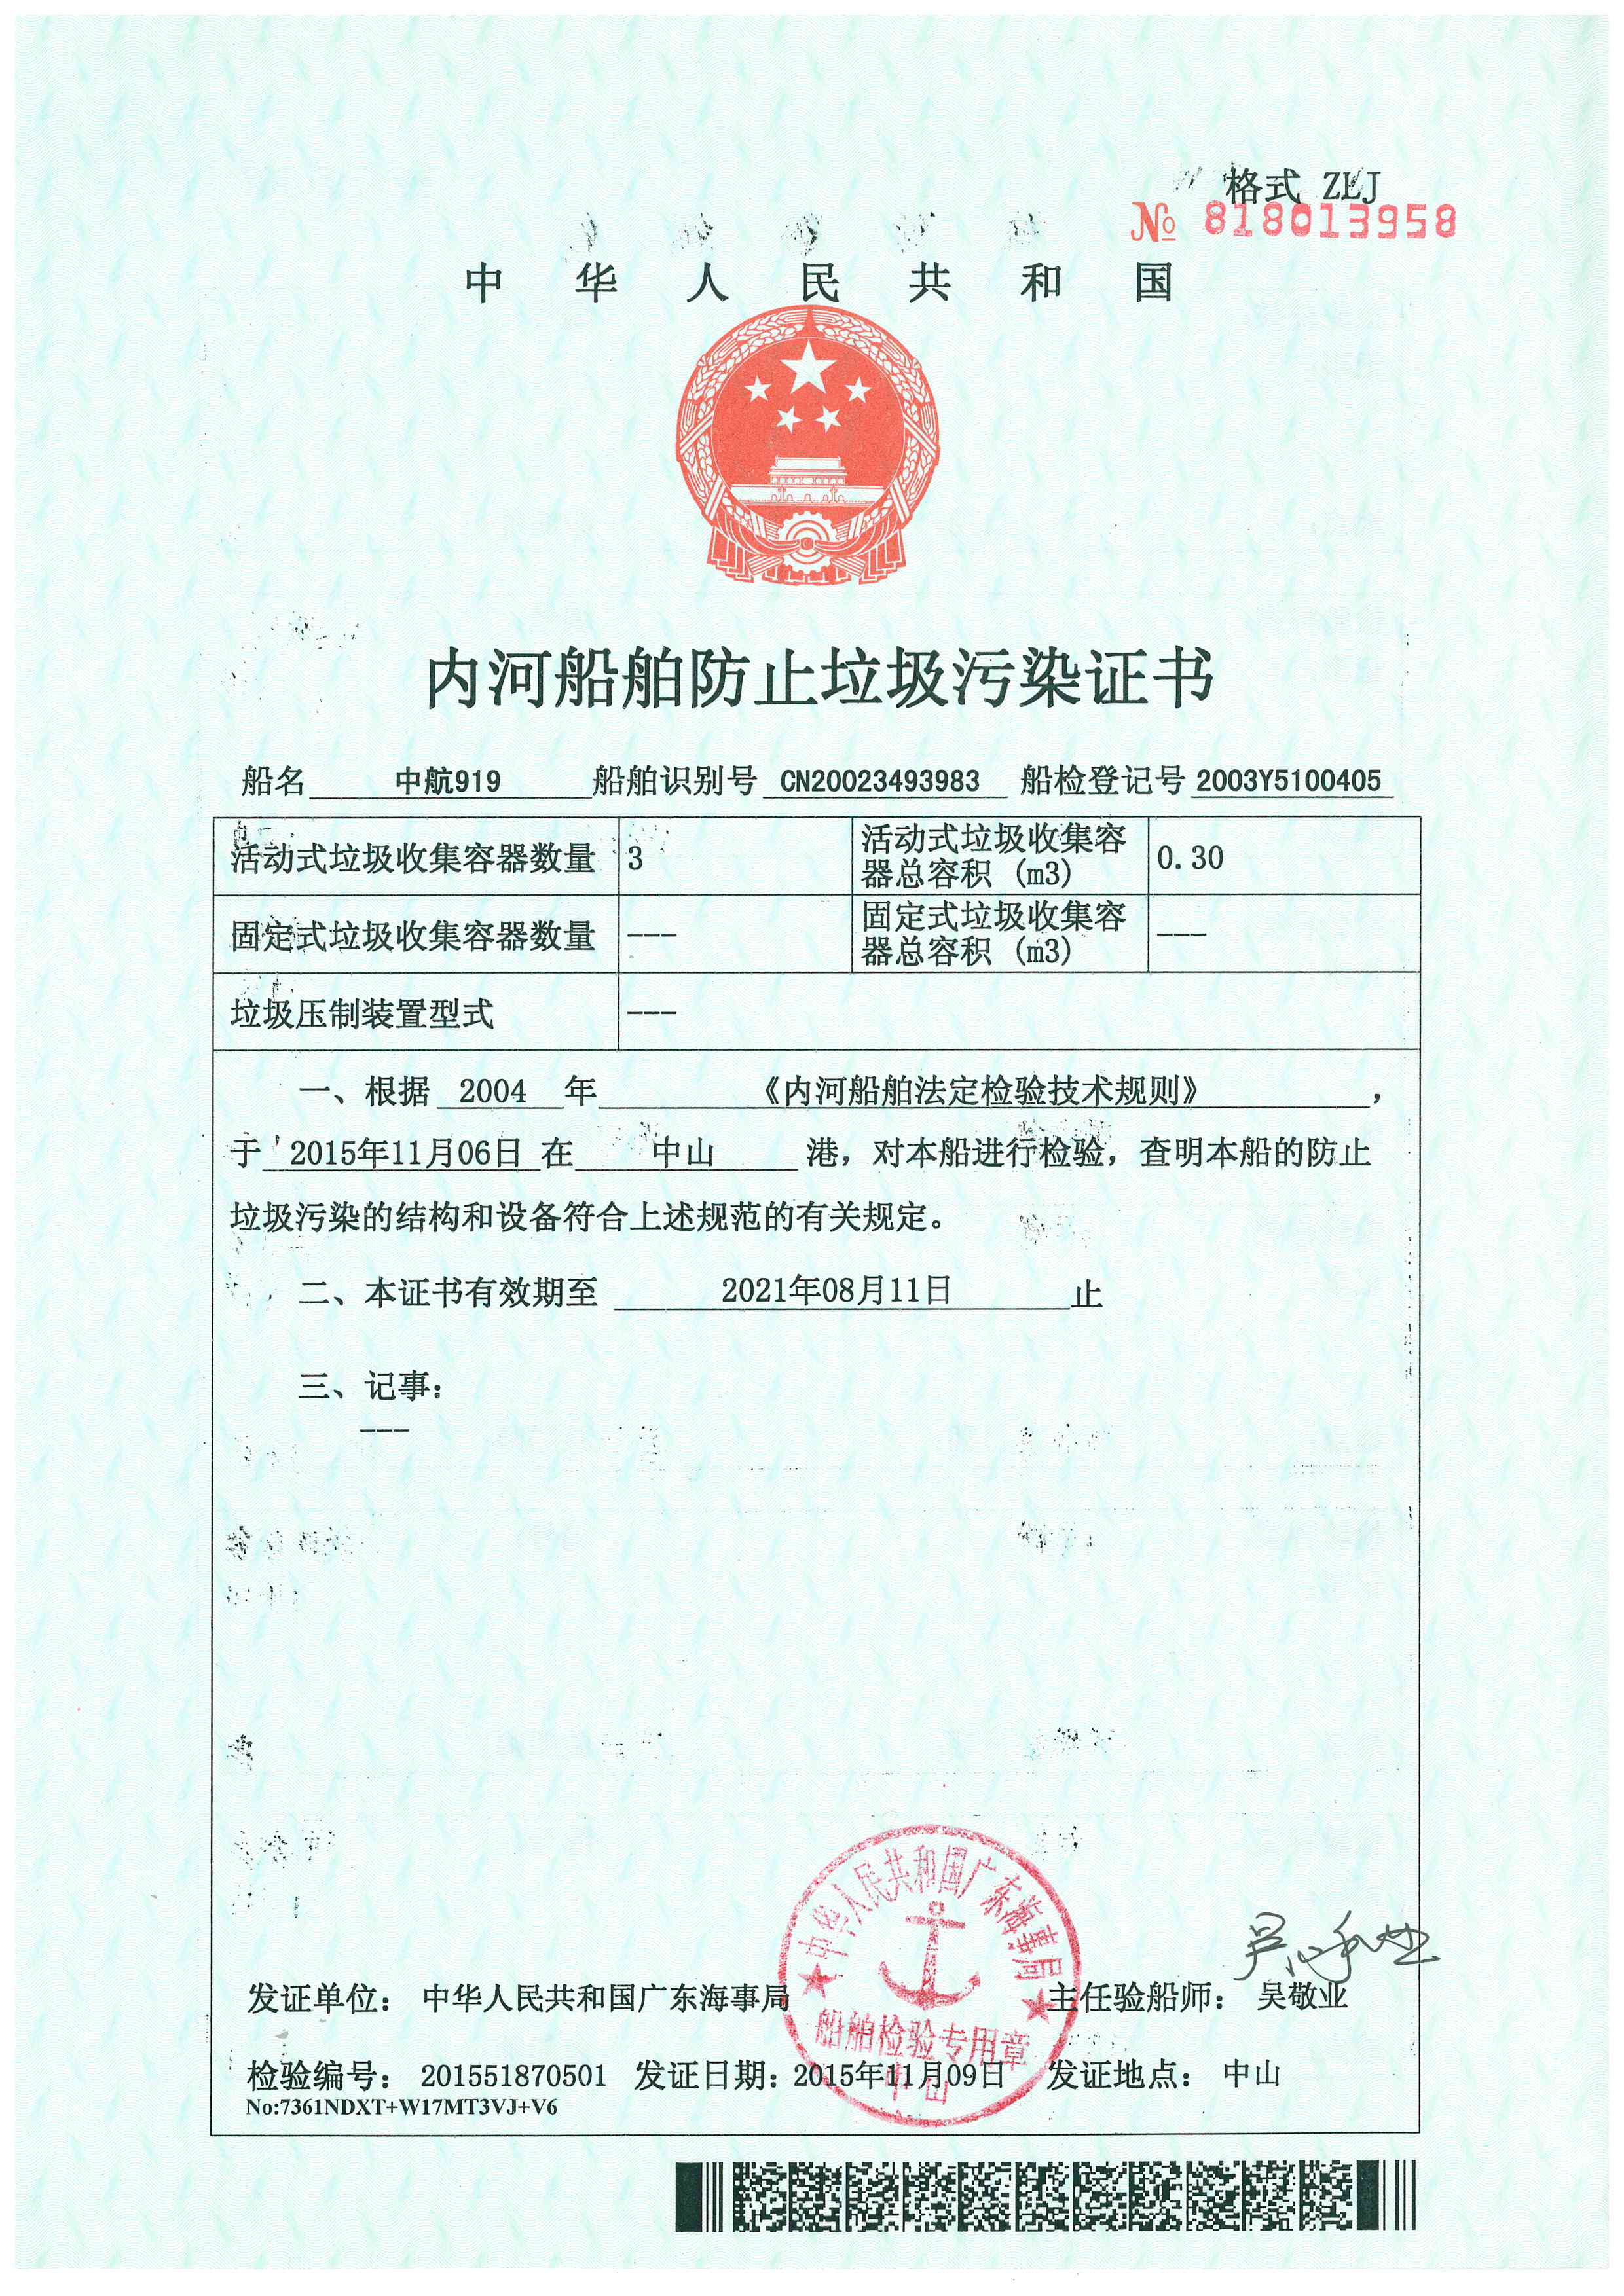 格式 ZLJ
№ 818013958
中华人民共和国
内河船舶防止垃圾污染证书
船名 中航919 船舶识别号 CN20023493983 船检登记号 2003Y5100405
活动式垃圾收集容器数量 3 活动式垃圾收集容
器总容积 (m3) 0.30
固定式垃圾收集容器数量 --- 固定式垃圾收集容
器总容积 (m3) ---
垃圾压制装置型式 ---
一、根据 2004 年 《内河船舶法定检验技术规则》 ,
于 2015年11月06日 在 中山 港，对本船进行检验，查明本船的防止
垃圾污染的结构和设备符合上述规范的有关规定。
二、本证书有效期至 2021年08月11日 止
三、记事：
---
中华人民共和国广东海事局
船舶检验专用章
中山
吴敬业
发证单位： 中华人民共和国广东海事局 主任验船师： 吴敬业
检验编号： 201551870501 发证日期：2015年11月09日 发证地点： 中山
No:7361NDXT+W17MT3VJ+V6